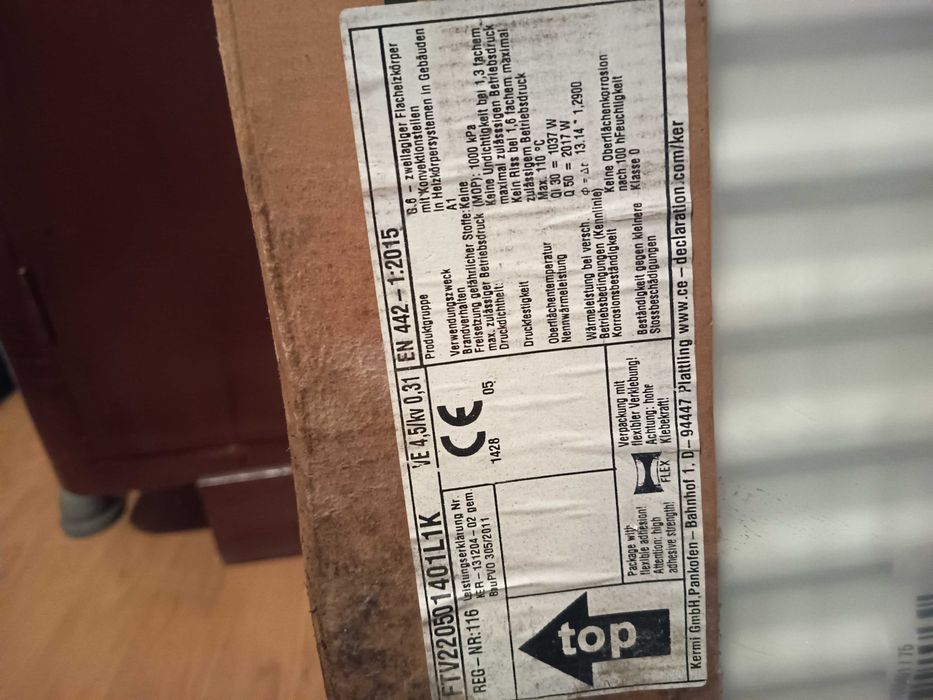 FTV220501401L1K
VE 4,5/kv 0,31
EN 442-1:2015
REG-NR:116
Leistungserklärung Nr.
KER-131204-02 gem.
BauPVO 305/2011
CE
1428
05
Produktgruppe
6.6 - zweilagiger Flachheizkörper
mit Konvektionsteilen
Verwendungszweck
in Heizkörpersystemen in Gebäuden
Brandverhalten
A1
Freisetzung gefährlicher Stoffe:Keine
max. zulässiger Betriebsdruck (MOP): 1000 kPa
Druckdichtheit:
Keine Undichtigkeit bei 1,3 fachem
maximal zulässsigen Betriebsdruck
Druckfestigkeit
Kein Riss bei 1,6 fachem maximal
zulässigem Betriebsdruck
Oberflächentemperatur
Max. 110 °C
Nennwärmeleistung
Ql 30 = 1037 W
Q 50 = 2017 W
Wärmeleistung bei versch.
Betriebsbedingungen (Kennlinie)
13.14 * 1,2900
Korrosionsbeständigkeit
Keine Oberflächenkorrosion
nach 100 hFeuchtigkeit
Beständigkeit gegen kleinere
Stossbeschädigungen
Klasse 0
top
Package with
flexible adhesion!
Attention: high
adhesive strength!
FLEX
Verpackung mit
flexibler Verklebung!
Achtung: hohe
Klebekraft!
Kermi GmbH,Pankofen-Bahnhof 1, D-94447 Plattling www.ce-declaration.com/ker